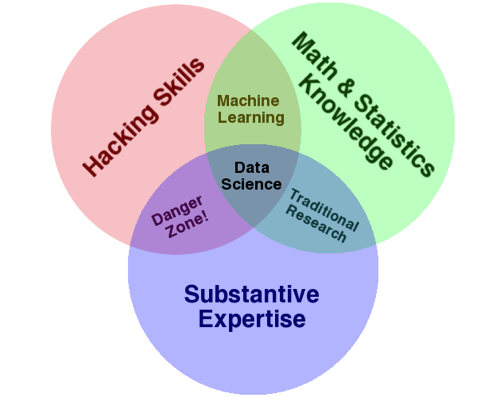 Hacking Skills
Math & Statistics
Knowledge
Machine
Learning
Data
Science
Danger
Zone!
Traditional
Research
Substantive
Expertise